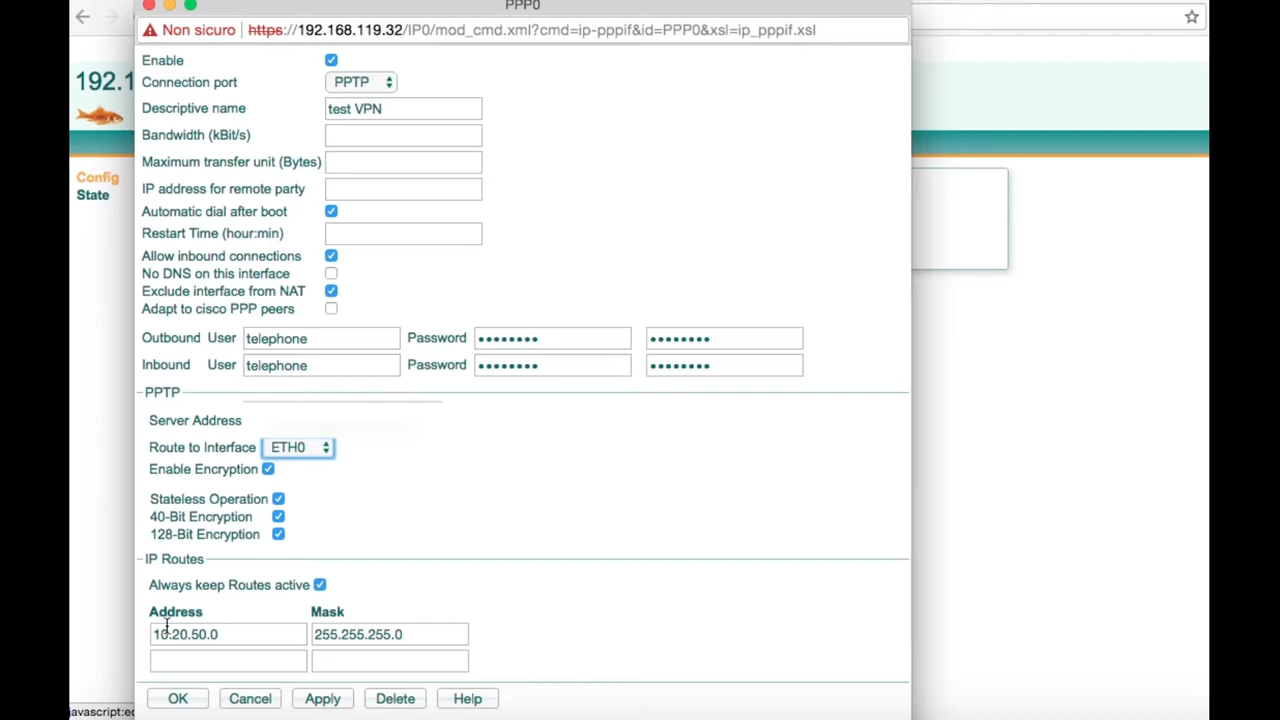 PPP0
Non sicuro https://192.168.119.32/IP0/mod_cmd.xml?cmd=ip-pppif&id=PPP0&xsl=ip_pppif.xsl
192.1
Config
State
Enable
Connection port PPTP
Descriptive name test VPN
Bandwidth (kBit/s)
Maximum transfer unit (Bytes)
IP address for remote party
Automatic dial after boot
Restart Time (hour:min)
Allow inbound connections
No DNS on this interface
Exclude interface from NAT
Adapt to cisco PPP peers
Outbound User telephone Password •••••••• ••••••••
Inbound User telephone Password •••••••• ••••••••
PPTP
Server Address
Route to Interface ETH0
Enable Encryption
Stateless Operation
40-Bit Encryption
128-Bit Encryption
IP Routes
Always keep Routes active
Address Mask
10.20.50.0 255.255.255.0
OK Cancel Apply Delete Help
javascript:ec